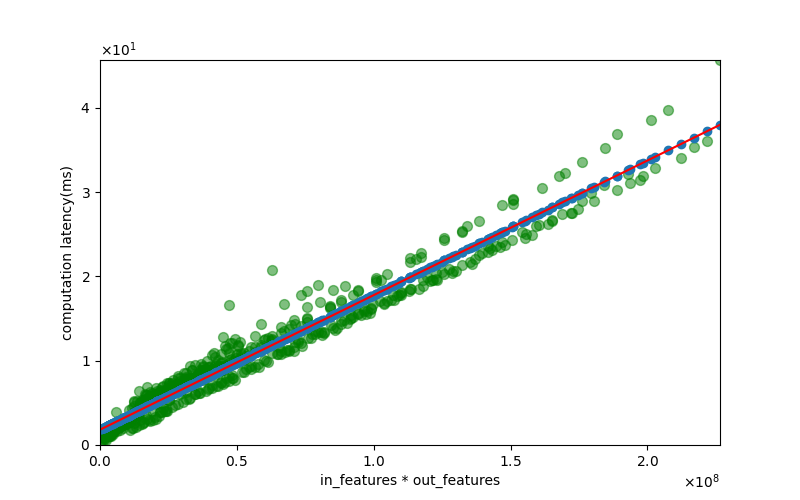 ×10¹
4
3
2
1
0
computation latency(ms)
0.0 0.5 1.0 1.5 2.0
in_features * out_features
×10⁸